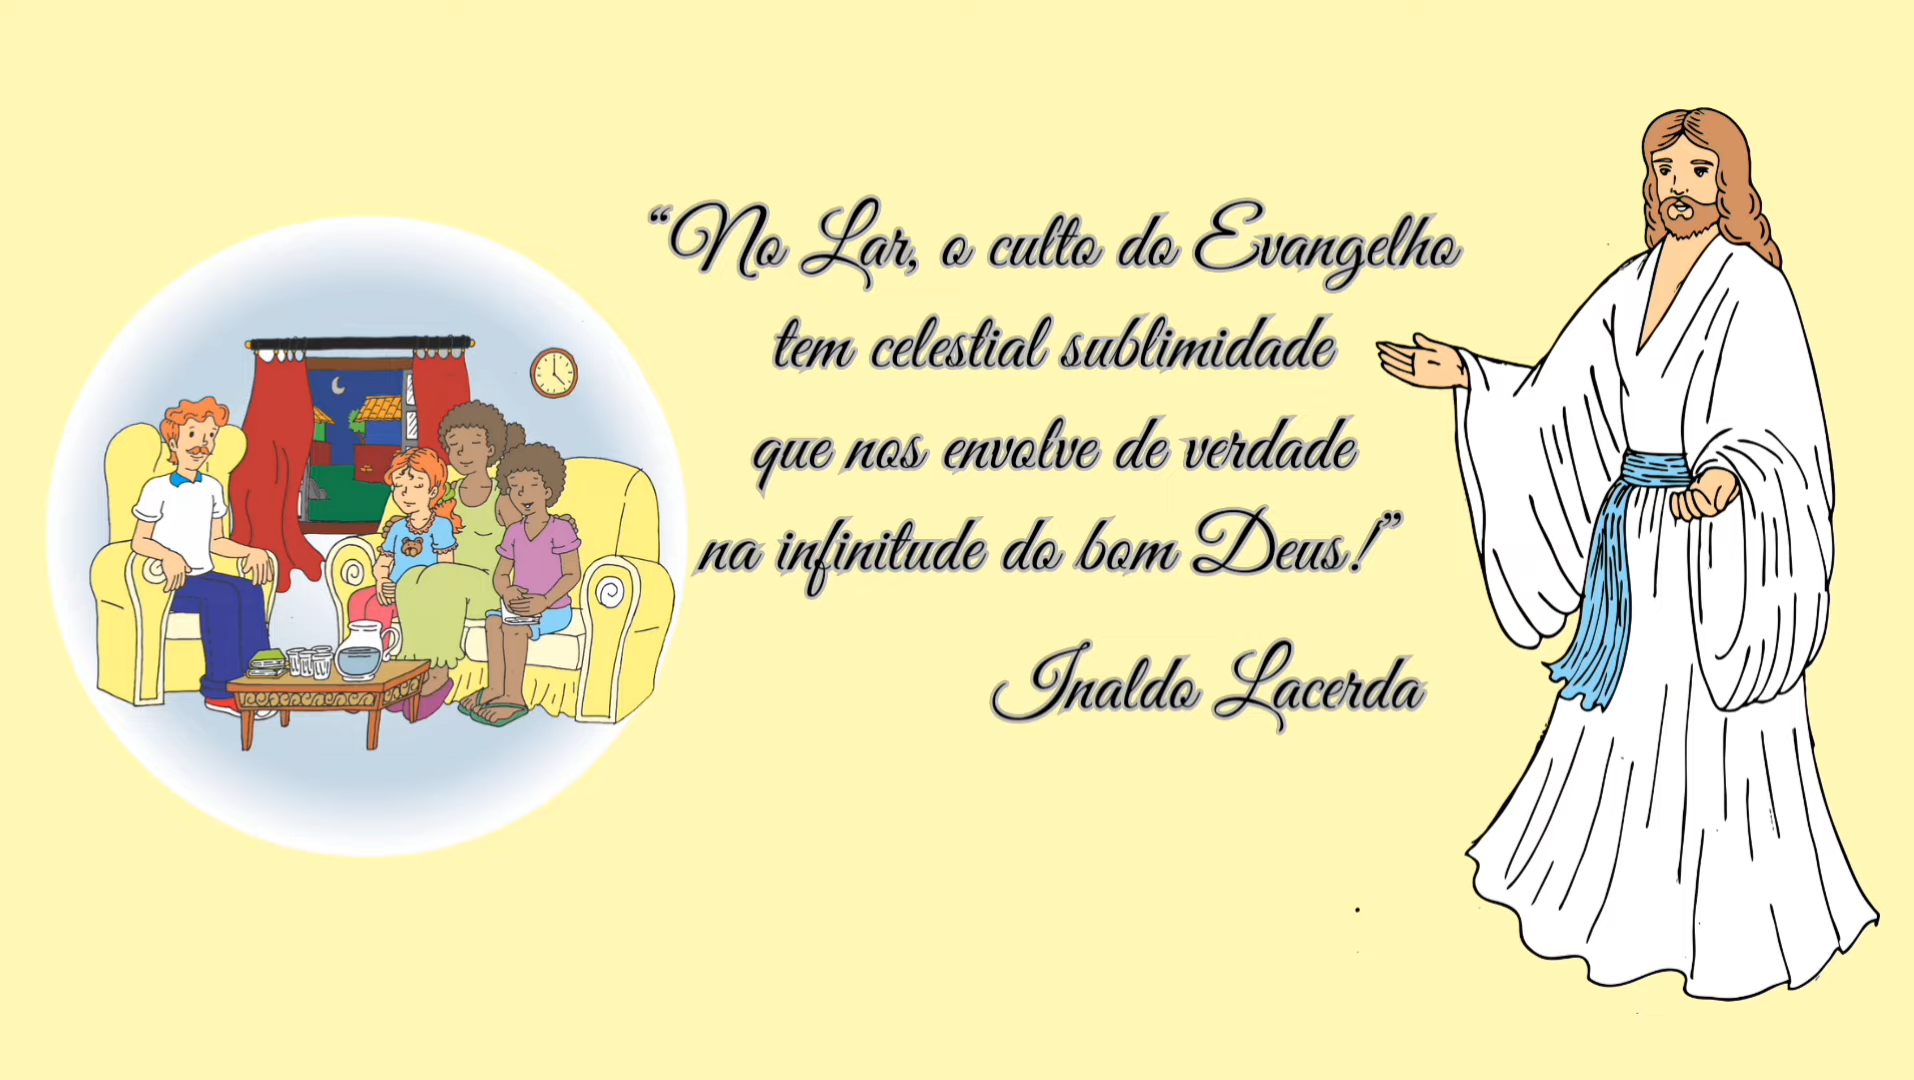 “No Lar, o culto do Evangelho
tem celestial sublimidade
que nos envolve de verdade
na infinitude do bom Deus!”
Inaldo Lacerda